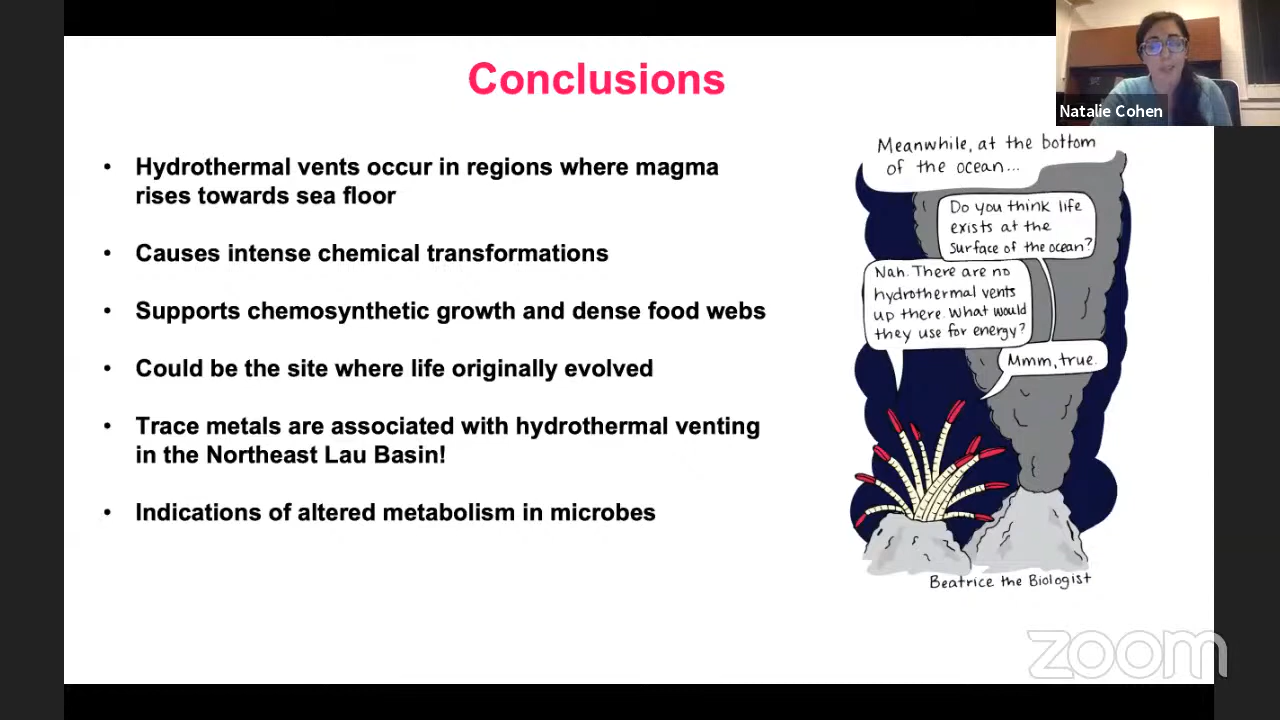 Conclusions
Natalie Cohen
• Hydrothermal vents occur in regions where magma
rises towards sea floor
• Causes intense chemical transformations
• Supports chemosynthetic growth and dense food webs
• Could be the site where life originally evolved
• Trace metals are associated with hydrothermal venting
in the Northeast Lau Basin!
• Indications of altered metabolism in microbes
Meanwhile, at the bottom
of the ocean...
Do you think life
exists at the
surface of the ocean?
Nah. There are no
hydrothermal vents
up there. What would
they use for energy?
Mmm, true.
Beatrice the Biologist
zoom